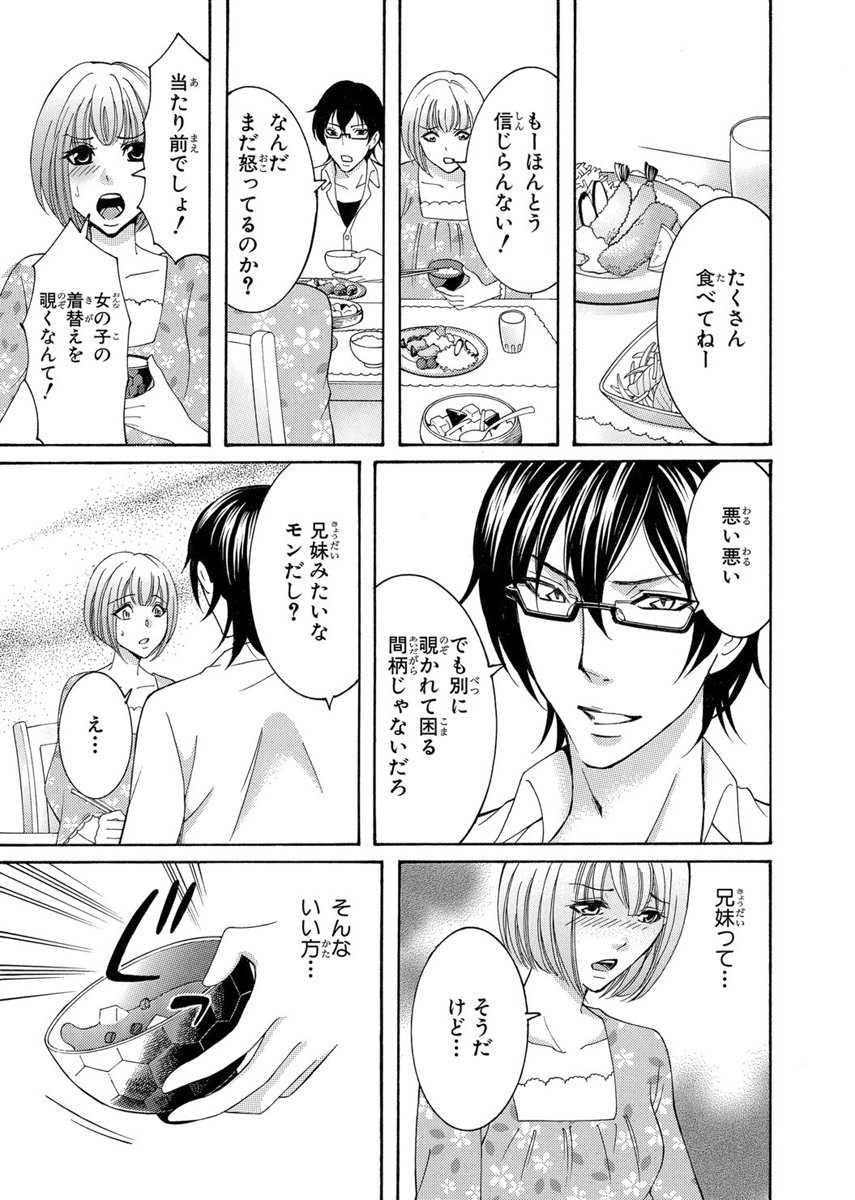 たくさん
食べてねー
もーほんとう
信じらんない！
なんだ
まだ怒ってるのか？
当たり前でしょ！
女の子の
着替えを
覗くなんて！
悪い悪い
でも別に
覗かれて困る
間柄じゃないだろ
兄妹みたいな
モンだし？
え…
兄妹って…
そうだ
けど…
そんな
いい方…